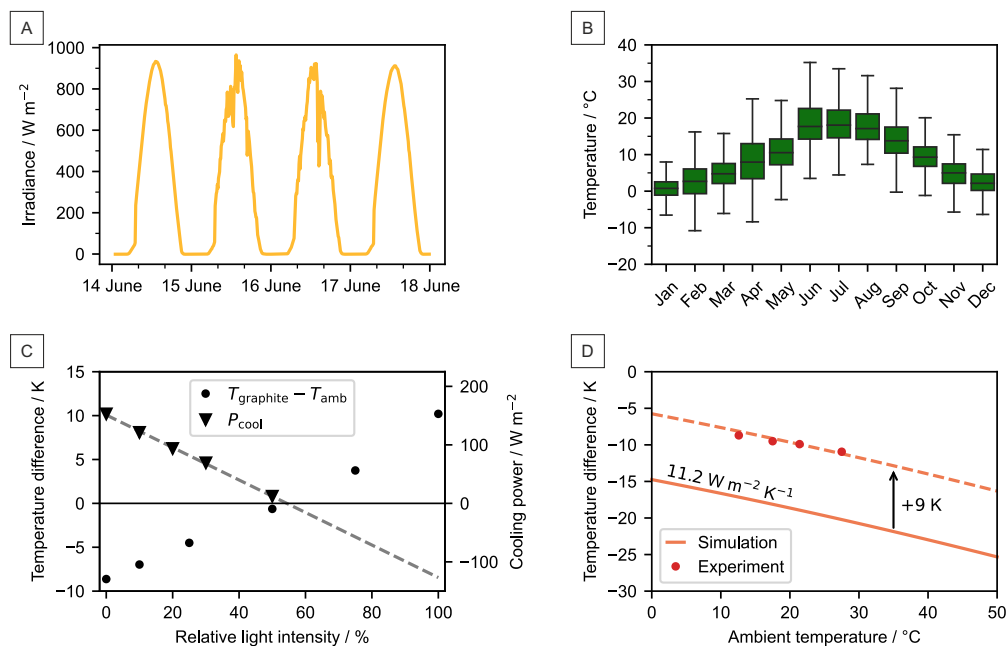 A
Irradiance / W m⁻²
1000
800
600
400
200
0
14 June 15 June 16 June 17 June 18 June
B
Temperature / °C
40
30
20
10
0
−10
−20
Jan Feb Mar Apr May Jun Jul Aug Sep Oct Nov Dec
C
Temperature difference / K
15
10
5
0
−5
−10
T_graphite − T_amb
P_cool
200
100
0
−100
Cooling power / W m⁻²
0 20 40 60 80 100
Relative light intensity / %
D
Temperature difference / K
0
−5
−10
−15
−20
−25
−30
11.2 W m⁻² K⁻¹
+9 K
Simulation
Experiment
0 10 20 30 40 50
Ambient temperature / °C